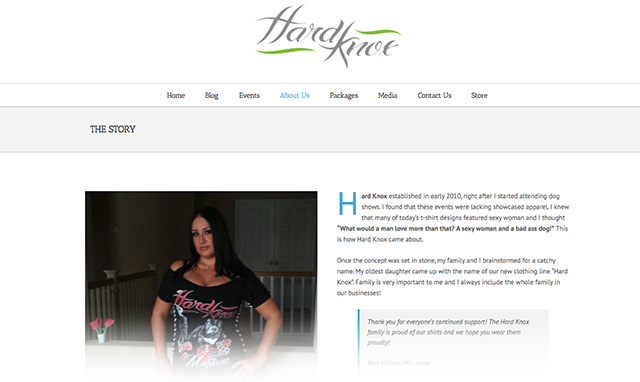 Hard Knox
Home Blog Events About Us Packages Media Contact Us Store
THE STORY
Hard Knox established in early 2010, right after I started attending dog
shows. I found that these events were lacking showcased apparel. I knew
that many of today's t-shirt designs featured sexy woman and I thought
"What would a man love more than that? A sexy woman and a bad ass dog!" This
is how Hard Knox came about.
Once the concept was set in stone, my family and I brainstormed for a catchy
name. My oldest daughter came up with the name of our new clothing line "Hard
Knox". Family is very important to me and I always include the whole family in
our businesses!
Thank you for everyone's continued support! The Hard Knox
family is proud of our shirts and we hope you wear them
proudly!
Best Wishes! Mrs. Knox
Hardknox